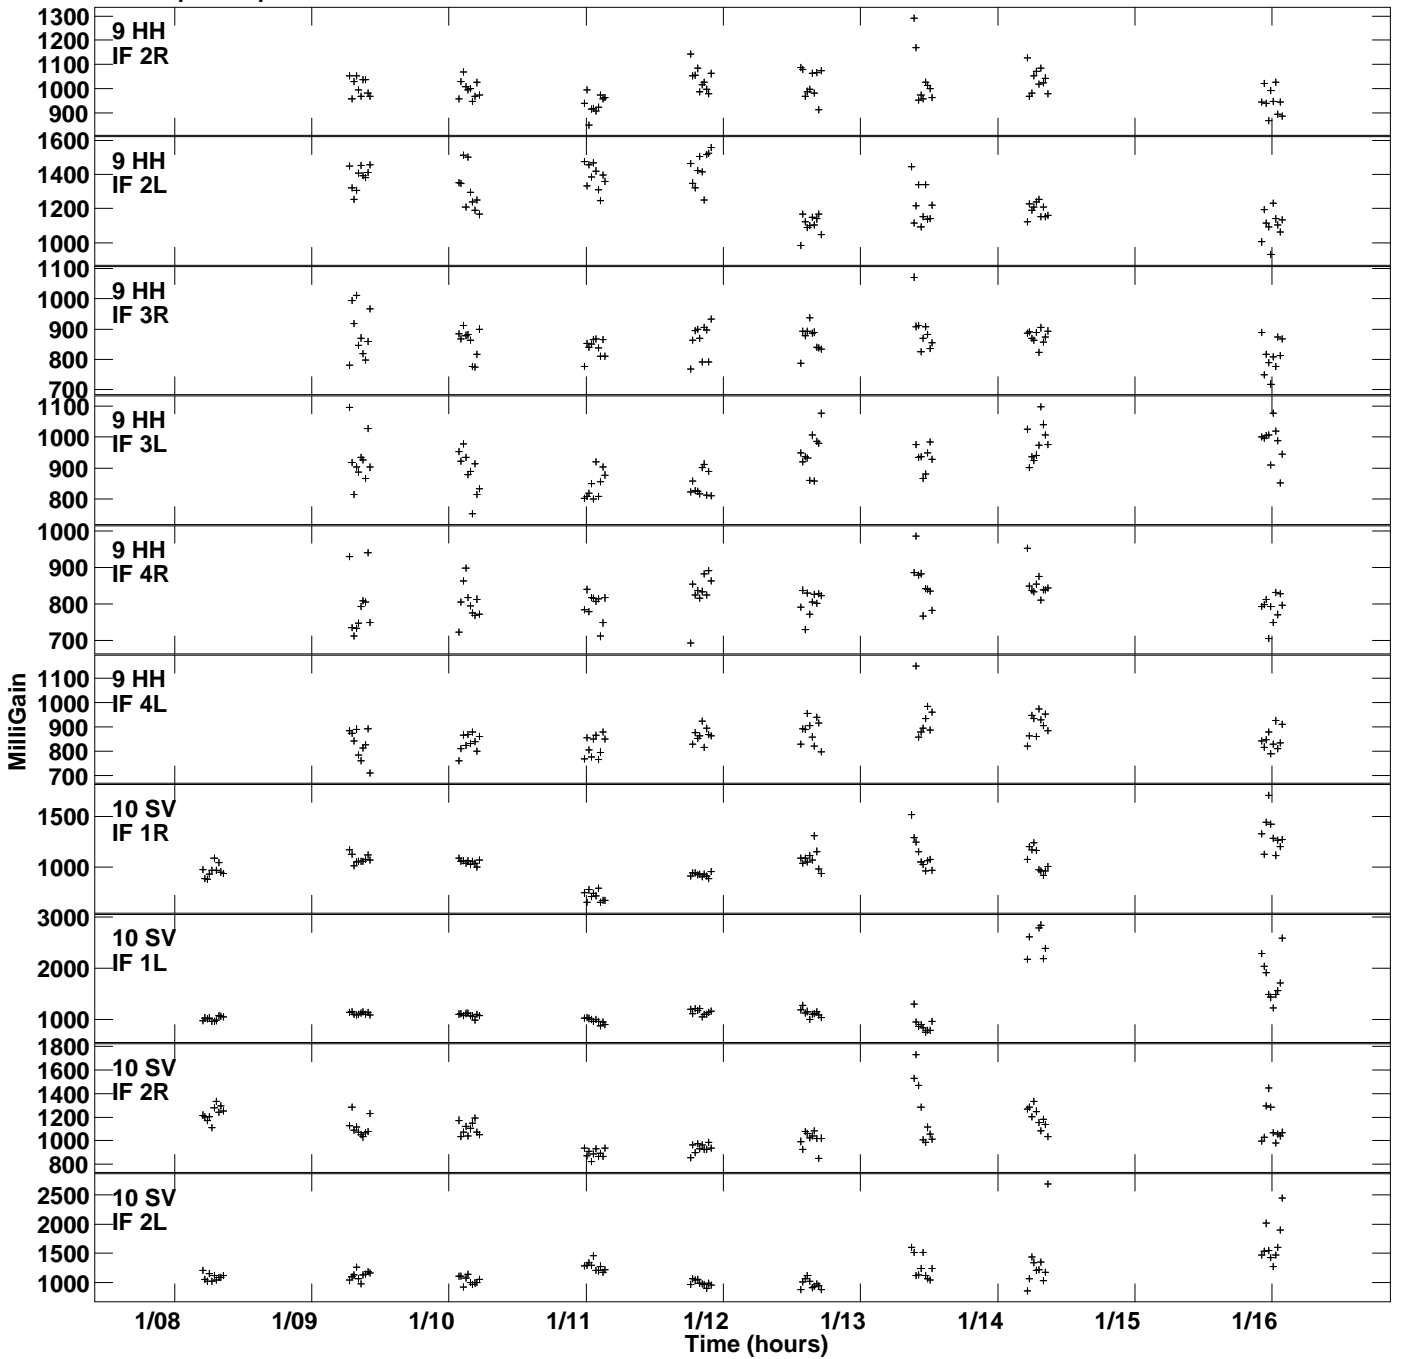 1300
1200
1100
1000
900
9 HH
IF 2R
1600
1400
1200
1000
9 HH
IF 2L
1100
1000
900
800
700
9 HH
IF 3R
1100
1000
900
800
9 HH
IF 3L
1000
900
800
700
9 HH
IF 4R
1100
1000
900
800
700
9 HH
IF 4L
MilliGain
1500
1000
10 SV
IF 1R
3000
2000
1000
10 SV
IF 1L
1800
1600
1400
1200
1000
800
10 SV
IF 2R
2500
2000
1500
1000
10 SV
IF 2L
1/08 1/09 1/10 1/11 1/12 1/13 1/14 1/15 1/16
Time (hours)